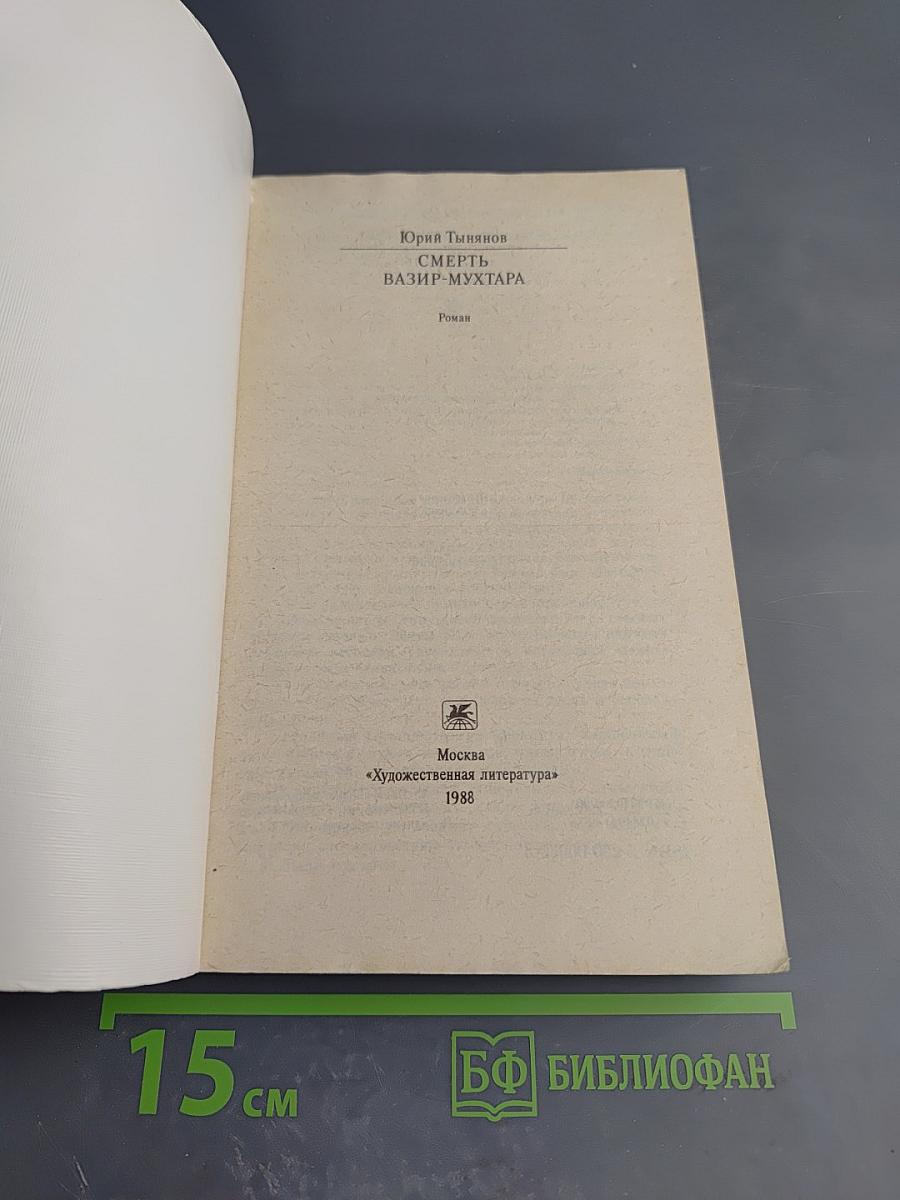 Юрий Тынянов
СМЕРТЬ
ВАЗИР-МУХТАРА
Роман
Москва
«Художественная литература»
1988
15 см
БФ БИБЛИОФАН